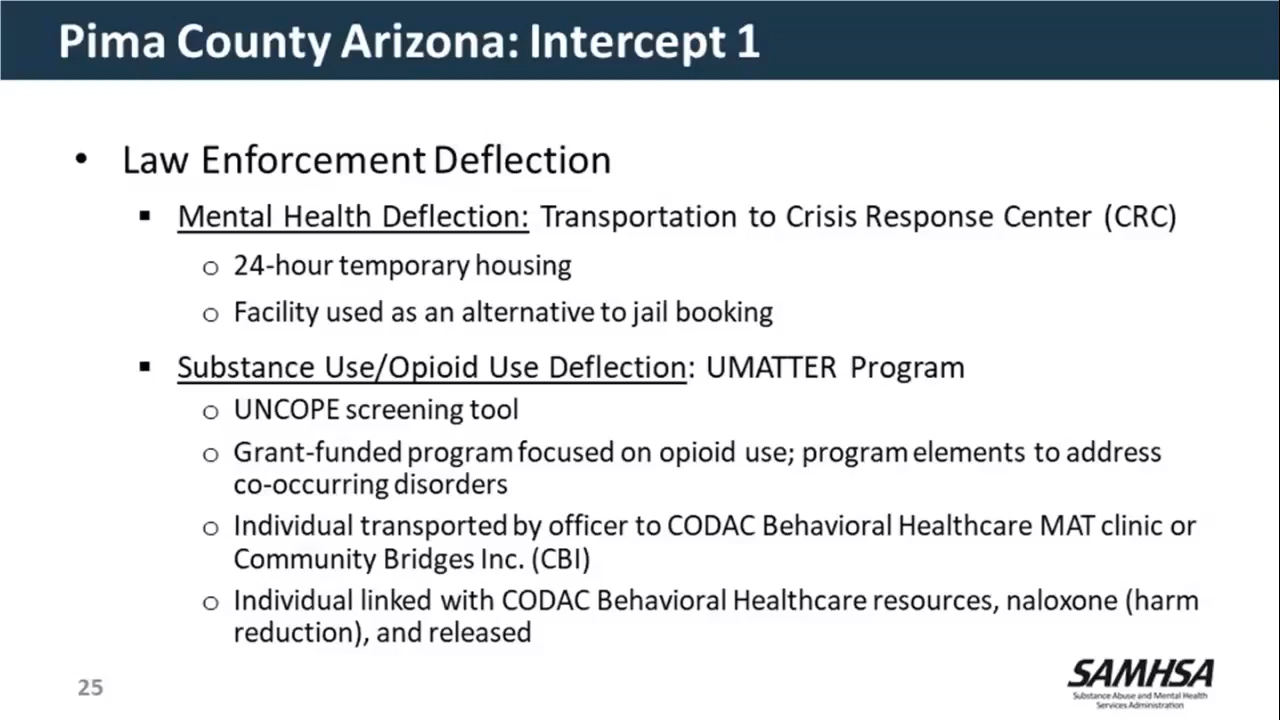 Pima County Arizona: Intercept 1
• Law Enforcement Deflection
▪ Mental Health Deflection: Transportation to Crisis Response Center (CRC)
o 24-hour temporary housing
o Facility used as an alternative to jail booking
▪ Substance Use/Opioid Use Deflection: UMATTER Program
o UNCOPE screening tool
o Grant-funded program focused on opioid use; program elements to address
co-occurring disorders
o Individual transported by officer to CODAC Behavioral Healthcare MAT clinic or
Community Bridges Inc. (CBI)
o Individual linked with CODAC Behavioral Healthcare resources, naloxone (harm
reduction), and released
25
SAMHSA
Substance Abuse and Mental Health
Services Administration